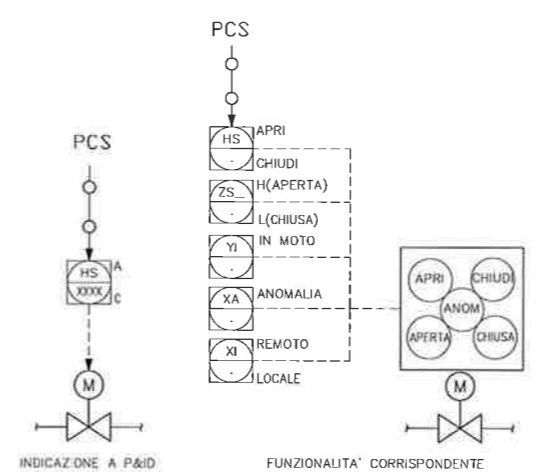 PCS
HS
APRI
CHIUDI
PCS
ZS_
H(APERTA)
L(CHIUSA)
HS
A
XXXX
C
YI
IN MOTO
XA
ANOMALIA
XI
REMOTO
LOCALE
APRI
CHIUDI
ANOM
APERTA
CHIUSA
M
M
INDICAZIONE A P&ID
FUNZIONALITA' CORRISPONDENTE